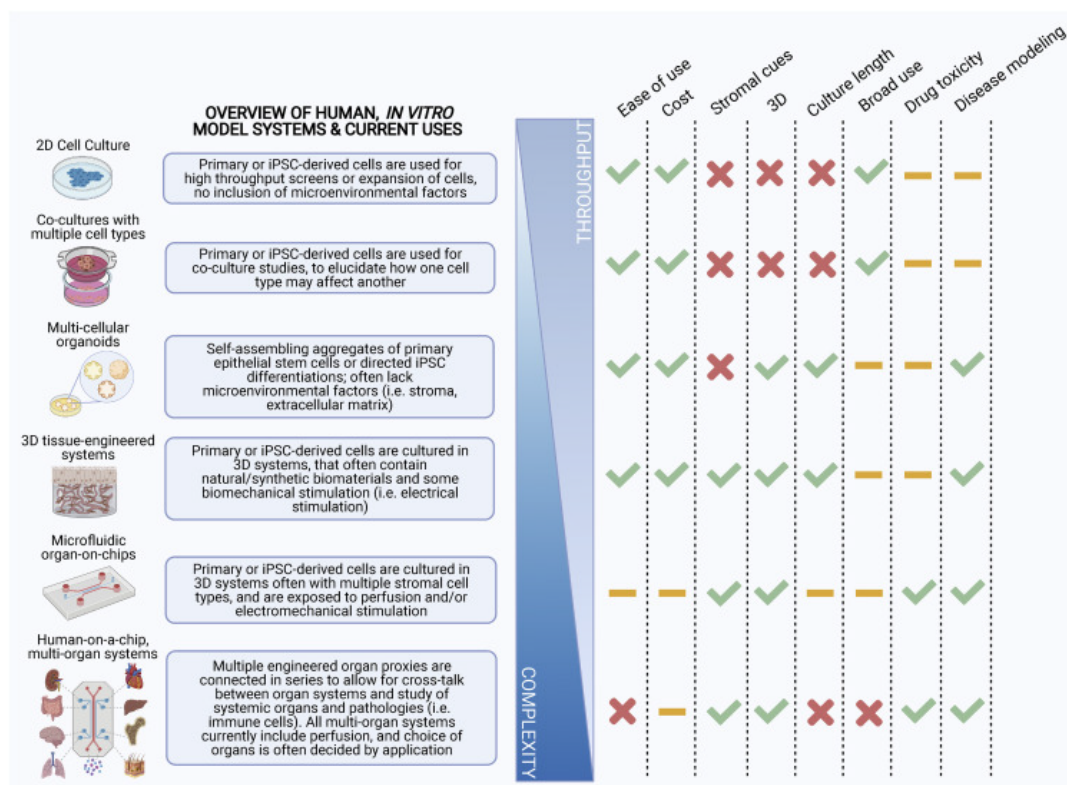 Ease of use
Cost
Stromal cues
3D
Culture length
Broad use
Drug toxicity
Disease modeling
OVERVIEW OF HUMAN, IN VITRO
MODEL SYSTEMS & CURRENT USES
THROUGHPUT
2D Cell Culture
Primary or iPSC-derived cells are used for
high throughput screens or expansion of cells,
no inclusion of microenvironmental factors
Co-cultures with
multiple cell types
Primary or iPSC-derived cells are used for
co-culture studies, to elucidate how one cell
type may affect another
Multi-cellular
organoids
Self-assembling aggregates of primary
epithelial stem cells or directed iPSC
differentiations; often lack
microenvironmental factors (i.e. stroma,
extracellular matrix)
3D tissue-engineered
systems
Primary or iPSC-derived cells are cultured in
3D systems, that often contain
natural/synthetic biomaterials and some
biomechanical stimulation (i.e. electrical
stimulation)
Microfluidic
organ-on-chips
Primary or iPSC-derived cells are cultured in
3D systems often with multiple stromal cell
types, and are exposed to perfusion and/or
electromechanical stimulation
Human-on-a-chip,
multi-organ systems
Multiple engineered organ proxies are
connected in series to allow for cross-talk
between organ systems and study of
systemic organs and pathologies (i.e.
immune cells). All multi-organ systems
currently include perfusion, and choice of
organs is often decided by application
COMPLEXITY